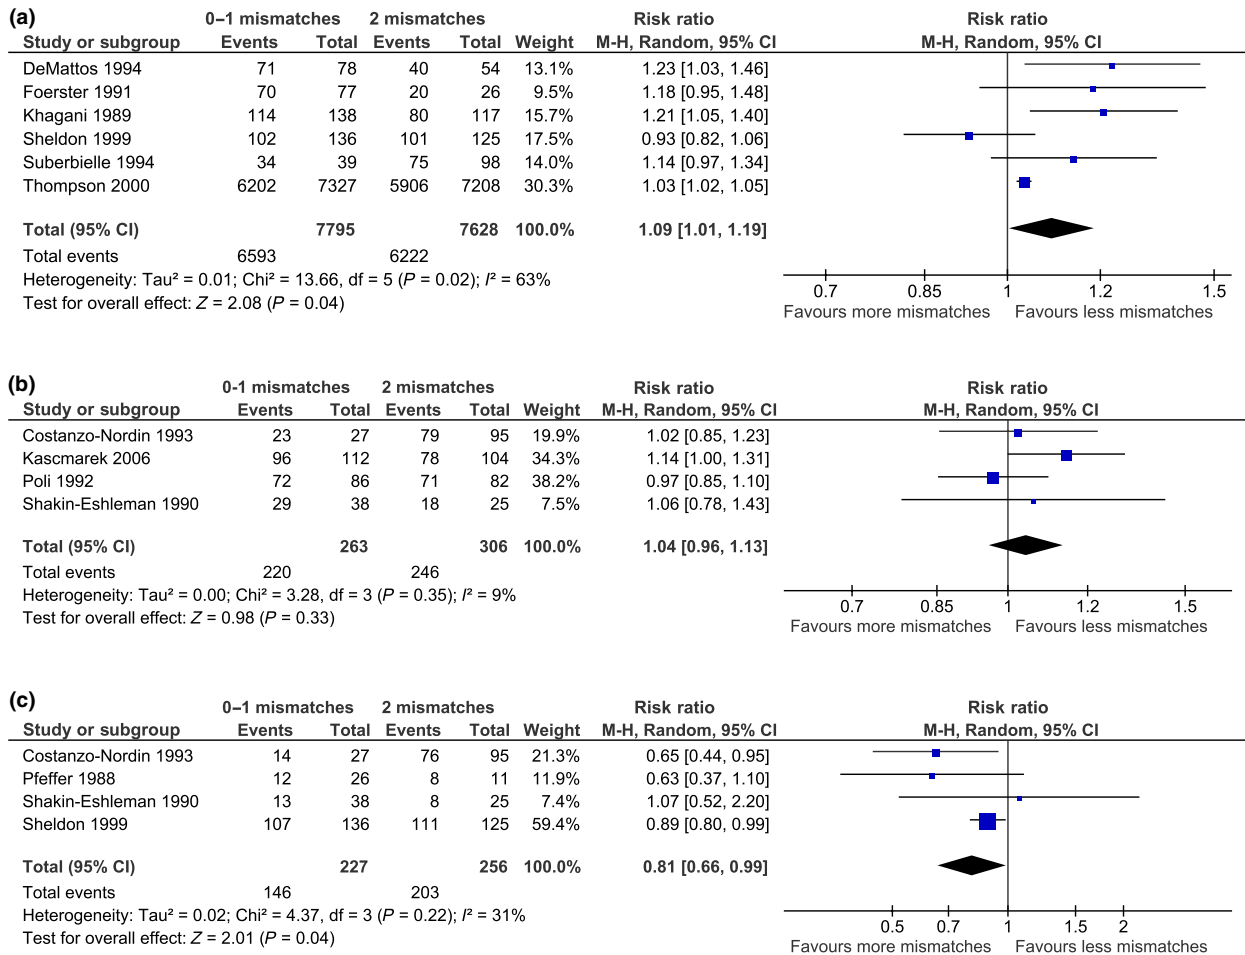 (a)
0–1 mismatches 2 mismatches Risk ratio Risk ratio
Study or subgroup Events Total Events Total Weight M-H, Random, 95% CI M-H, Random, 95% CI
DeMattos 1994 71 78 40 54 13.1% 1.23 [1.03, 1.46]
Foerster 1991 70 77 20 26 9.5% 1.18 [0.95, 1.48]
Khagani 1989 114 138 80 117 15.7% 1.21 [1.05, 1.40]
Sheldon 1999 102 136 101 125 17.5% 0.93 [0.82, 1.06]
Suberbielle 1994 34 39 75 98 14.0% 1.14 [0.97, 1.34]
Thompson 2000 6202 7327 5906 7208 30.3% 1.03 [1.02, 1.05]
Total (95% CI) 7795 7628 100.0% 1.09 [1.01, 1.19]
Total events 6593 6222
Heterogeneity: Tau² = 0.01; Chi² = 13.66, df = 5 (P = 0.02); I² = 63%
Test for overall effect: Z = 2.08 (P = 0.04)
0.7 0.85 1 1.2 1.5
Favours more mismatches Favours less mismatches
(b)
0-1 mismatches 2 mismatches Risk ratio Risk ratio
Study or subgroup Events Total Events Total Weight M-H, Random, 95% CI M-H, Random, 95% CI
Costanzo-Nordin 1993 23 27 79 95 19.9% 1.02 [0.85, 1.23]
Kascmarek 2006 96 112 78 104 34.3% 1.14 [1.00, 1.31]
Poli 1992 72 86 71 82 38.2% 0.97 [0.85, 1.10]
Shakin-Eshleman 1990 29 38 18 25 7.5% 1.06 [0.78, 1.43]
Total (95% CI) 263 306 100.0% 1.04 [0.96, 1.13]
Total events 220 246
Heterogeneity: Tau² = 0.00; Chi² = 3.28, df = 3 (P = 0.35); I² = 9%
Test for overall effect: Z = 0.98 (P = 0.33)
0.7 0.85 1 1.2 1.5
Favours more mismatches Favours less mismatches
(c)
0–1 mismatches 2 mismatches Risk ratio Risk ratio
Study or subgroup Events Total Events Total Weight M-H, Random, 95% CI M-H, Random, 95% CI
Costanzo-Nordin 1993 14 27 76 95 21.3% 0.65 [0.44, 0.95]
Pfeffer 1988 12 26 8 11 11.9% 0.63 [0.37, 1.10]
Shakin-Eshleman 1990 13 38 8 25 7.4% 1.07 [0.52, 2.20]
Sheldon 1999 107 136 111 125 59.4% 0.89 [0.80, 0.99]
Total (95% CI) 227 256 100.0% 0.81 [0.66, 0.99]
Total events 146 203
Heterogeneity: Tau² = 0.02; Chi² = 4.37, df = 3 (P = 0.22); I² = 31%
Test for overall effect: Z = 2.01 (P = 0.04)
0.5 0.7 1 1.5 2
Favours more mismatches Favours less mismatches